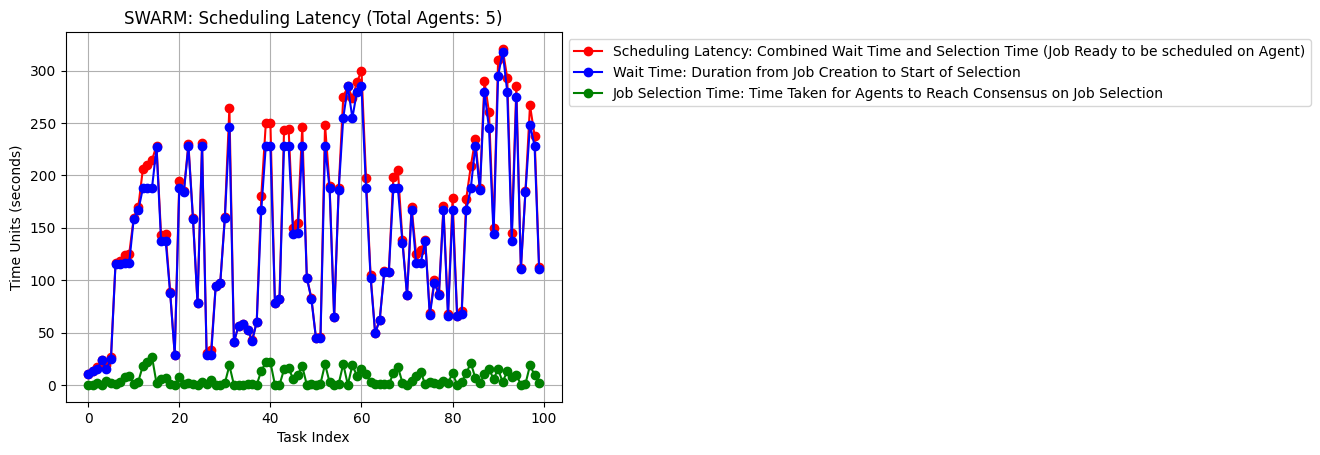 SWARM: Scheduling Latency (Total Agents: 5)
Scheduling Latency: Combined Wait Time and Selection Time (Job Ready to be scheduled on Agent)
Wait Time: Duration from Job Creation to Start of Selection
Job Selection Time: Time Taken for Agents to Reach Consensus on Job Selection
Time Units (seconds)
300
250
200
150
100
50
0
0 20 40 60 80 100
Task Index